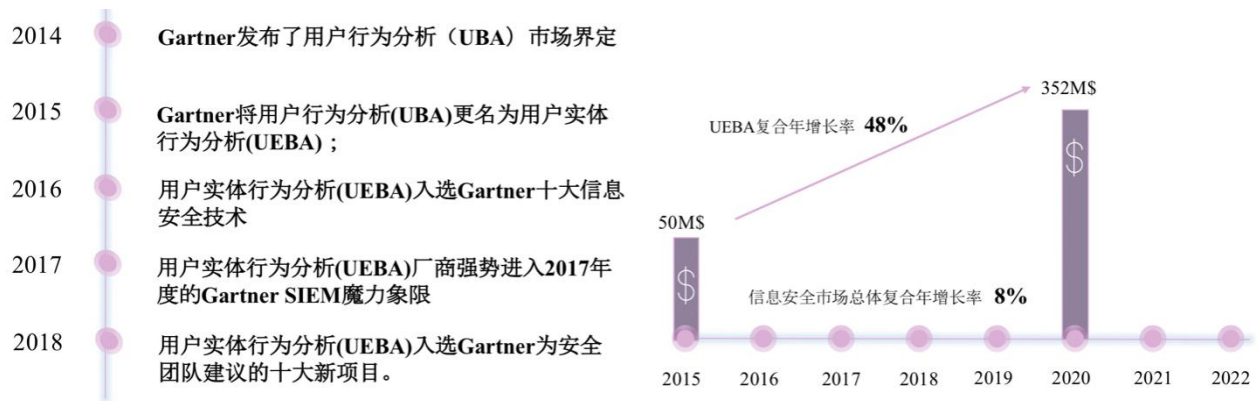 2014
Gartner发布了用户行为分析（UBA）市场界定
2015
Gartner将用户行为分析(UBA)更名为用户实体
行为分析(UEBA)；
2016
用户实体行为分析(UEBA)入选Gartner十大信息
安全技术
2017
用户实体行为分析(UEBA)厂商强势进入2017年
度的Gartner SIEM魔力象限
2018
用户实体行为分析(UEBA)入选Gartner为安全
团队建议的十大新项目。
352M$
UEBA复合年增长率 48%
$
50M$
$
信息安全市场总体复合年增长率 8%
2015 2016 2017 2018 2019 2020 2021 2022